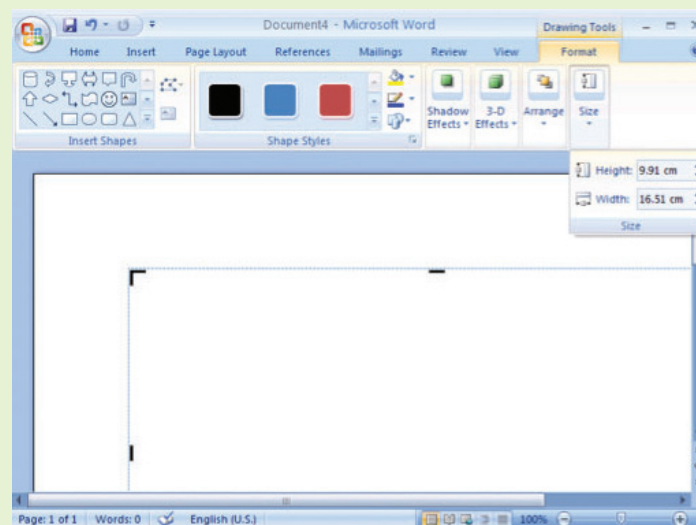 Document4 - Microsoft Word
Drawing Tools
Home Insert Page Layout References Mailings Review View Format
Shadow Effects
3-D Effects
Arrange
Size
Insert Shapes
Shape Styles
Height: 9.91 cm
Width: 16.51 cm
Size
Page: 1 of 1 Words: 0 English (U.S.) 100%